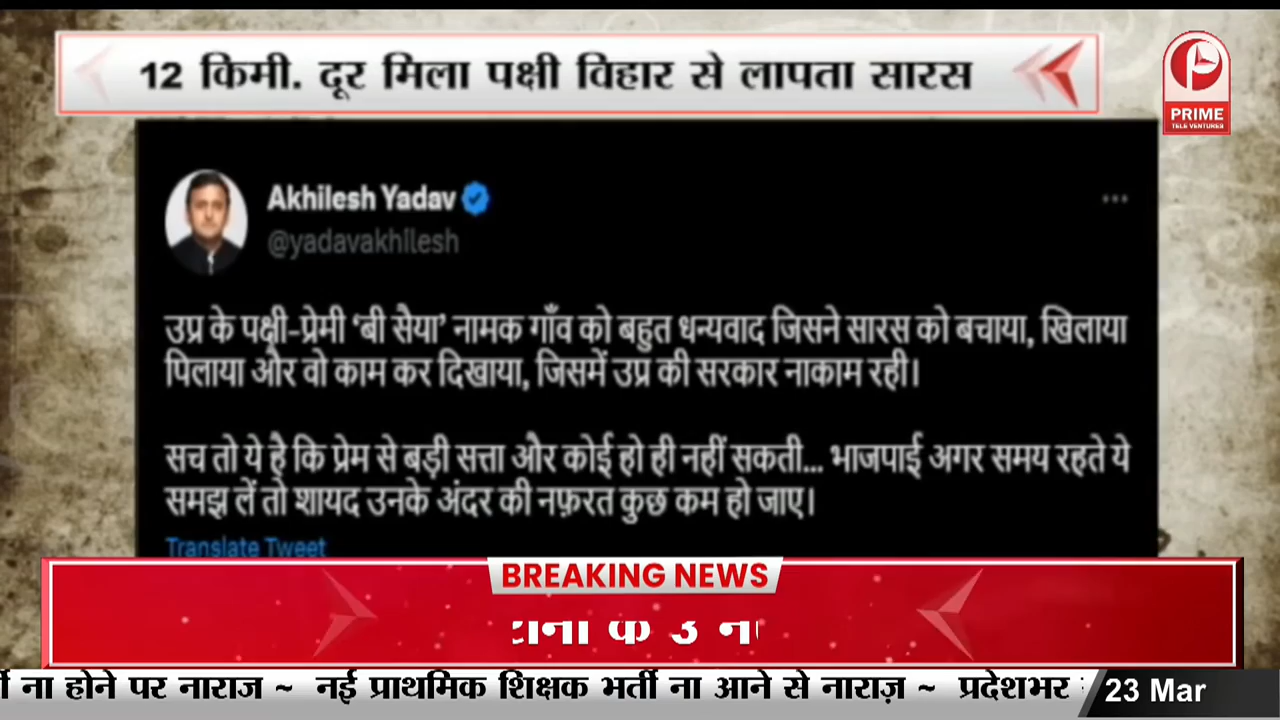 12 किमी. दूर मिला पक्षी विहार से लापता सारस
PRIME
TELE VENTURES
Akhilesh Yadav
@yadavakhilesh
उप्र के पक्षी-प्रेमी ‘बी सैया’ नामक गाँव को बहुत धन्यवाद जिसने सारस को बचाया, खिलाया
पिलाया और वो काम कर दिखाया, जिसमें उप्र की सरकार नाकाम रही।
सच तो ये है कि प्रेम से बड़ी सत्ता और कोई हो ही नहीं सकती... भाजपाई अगर समय रहते ये
समझ लें तो शायद उनके अंदर की नफ़रत कुछ कम हो जाए।
Translate Tweet
BREAKING NEWS
ना होने पर नाराज ~ नई प्राथमिक शिक्षक भर्ती ना आने से नाराज़ ~ प्रदेशभर
23 Mar